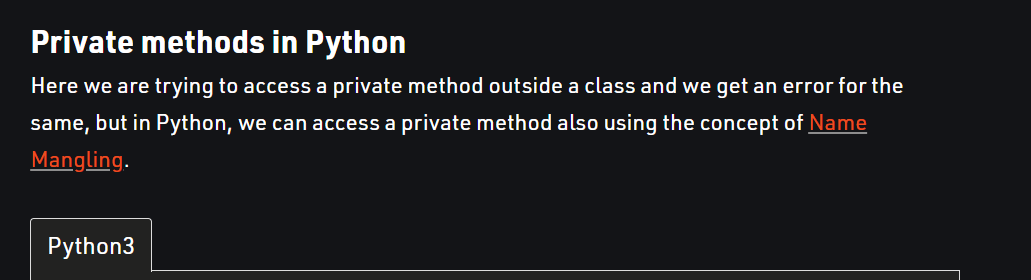 Private methods in Python
Here we are trying to access a private method outside a class and we get an error for the
same, but in Python, we can access a private method also using the concept of Name
Mangling.
Python3